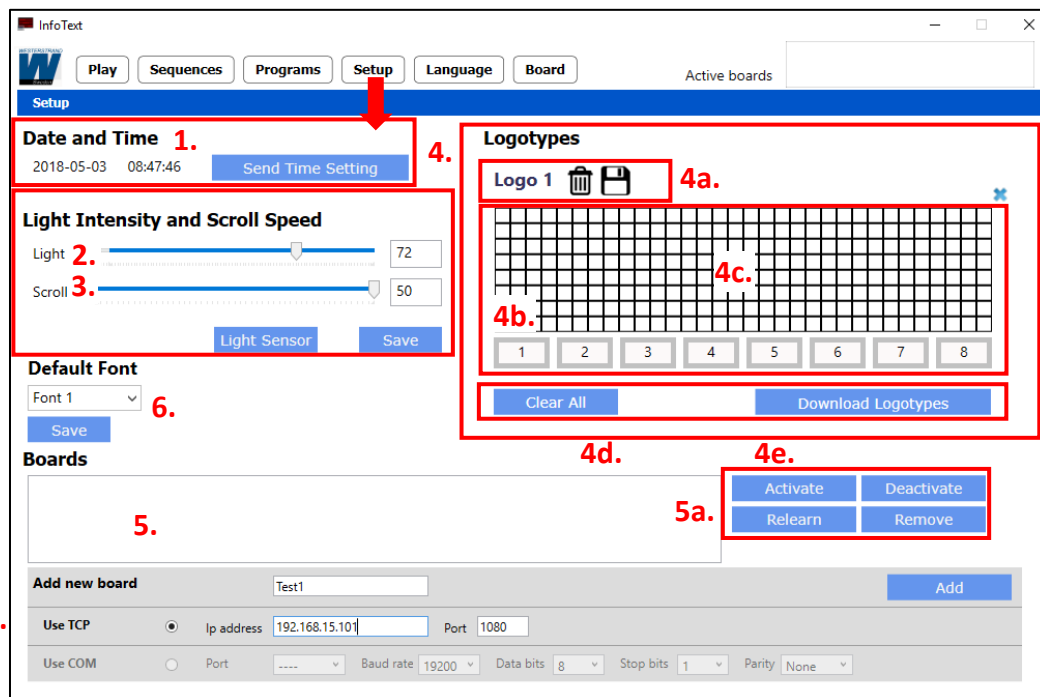 InfoText
WESTERSTRAND
W
Play Sequences Programs Setup Language Board Active boards
Setup
Date and Time 1.
2018-05-03 08:47:46 Send Time Setting
Light Intensity and Scroll Speed
Light 2. 72
Scroll 3. 50
Light Sensor Save
Default Font
Font 1 6.
Save
4. Logotypes
Logo 1 4a.
4c.
4b.
1 2 3 4 5 6 7 8
Clear All Download Logotypes
4d. 4e.
Boards
5. 5a. Activate Deactivate
Relearn Remove
Add new board Test1 Add
Use TCP Ip address 192.168.15.101 Port 1080
Use COM Port ---- Baud rate 19200 Data bits 8 Stop bits 1 Parity None